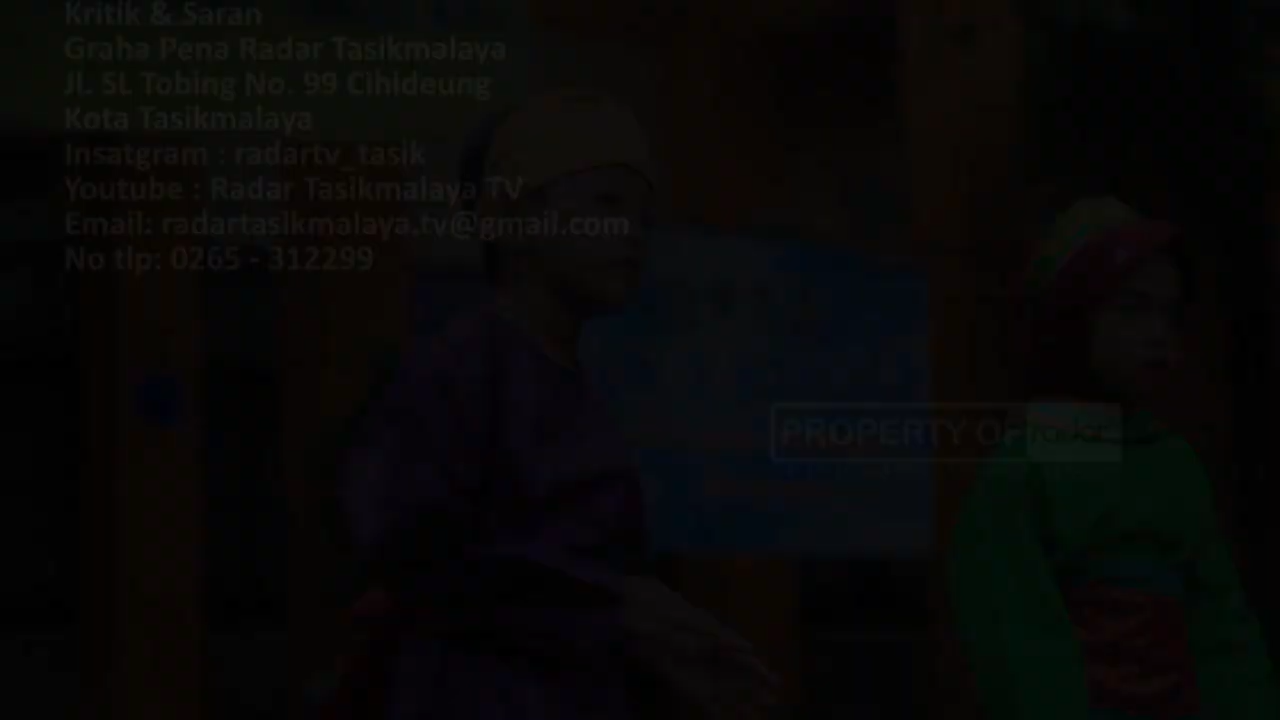 Kritik & Saran
Graha Pena Radar Tasikmalaya
Jl. SL Tobing No. 99 Cihideung
Kota Tasikmalaya
Insatgram : radartv_tasik
Youtube : Radar Tasikmalaya TV
Email: radartasikmalaya.tv@gmail.com
No tlp: 0265 - 312299
PROPERTY OF